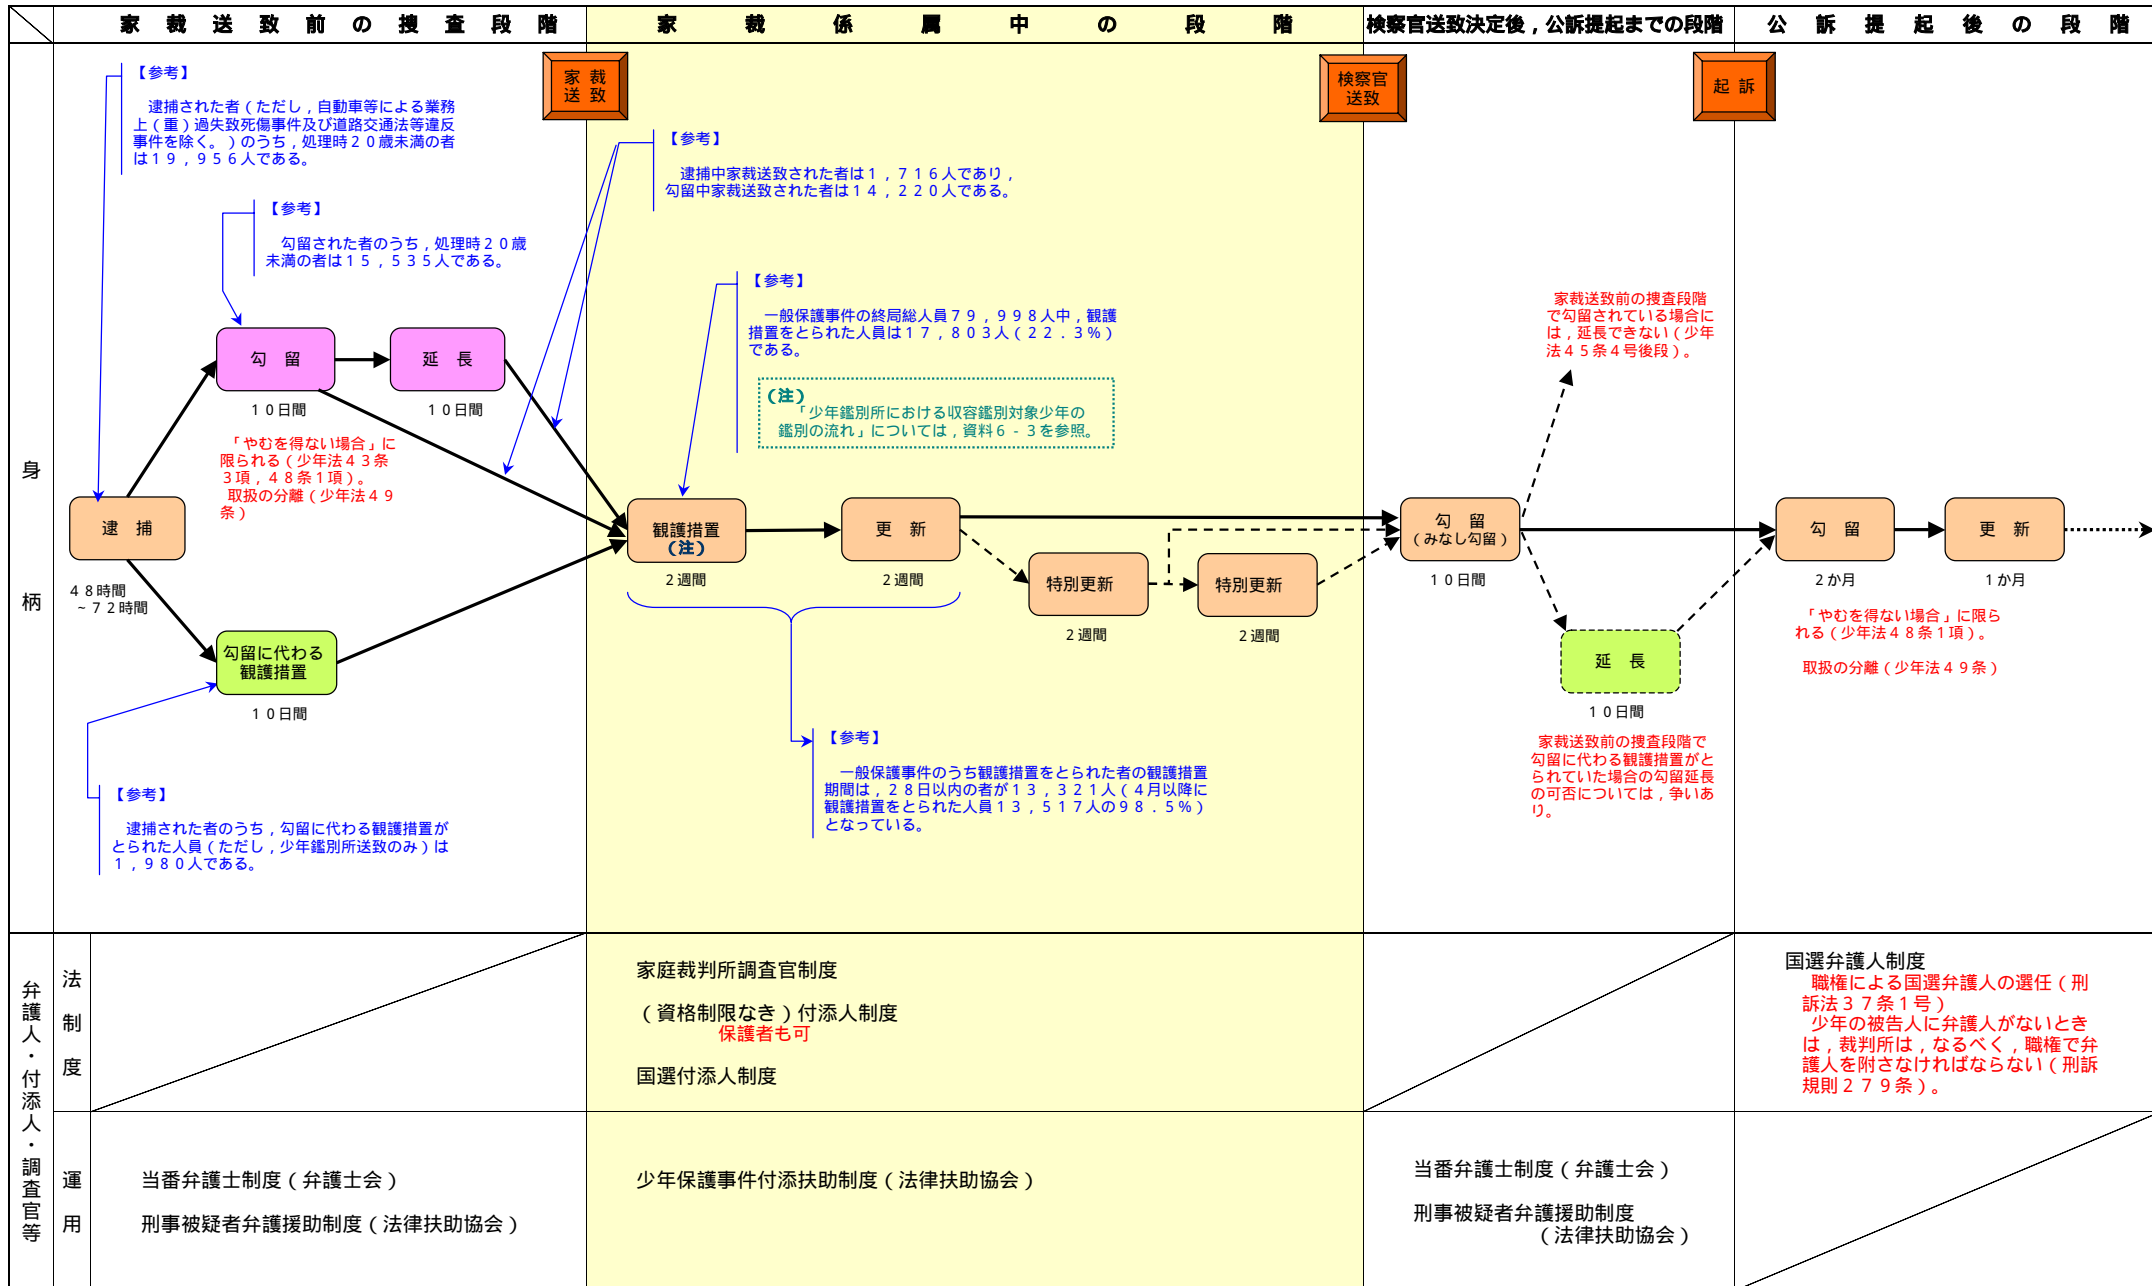 家裁送致前の捜査段階
家裁係属中の段階
検察官送致決定後，公訴提起までの段階
公訴提起後の段階
身柄
家裁
送致
検察官
送致
起訴
【参考】
逮捕された者（ただし，自動車等による業務
上（重）過失致死傷事件及び道路交通法等違反
事件を除く。）のうち，処理時２０歳未満の者
は１９，９５６人である。
【参考】
勾留された者のうち，処理時２０歳
未満の者は１５，５３５人である。
勾　留
１０日間
延　長
１０日間
「やむを得ない場合」に
限られる（少年法４３条
３項，４８条１項）。
取扱の分離（少年法４９
条）
逮　捕
４８時間
~７２時間
勾留に代わる
観護措置
１０日間
【参考】
逮捕された者のうち，勾留に代わる観護措置が
とられた人員（ただし，少年鑑別所送致のみ）は
１，９８０人である。
【参考】
逮捕中家裁送致された者は１，７１６人であり，
勾留中家裁送致された者は１４，２２０人である。
【参考】
一般保護事件の終局総人員７９，９９８人中，観護
措置をとられた人員は１７，８０３人（２２．３％）
である。
（注）
「少年鑑別所における収容鑑別対象少年の
鑑別の流れ」については，資料６‐３を参照。
観護措置
（注）
２週間
更　新
２週間
特別更新
２週間
特別更新
２週間
【参考】
一般保護事件のうち観護措置をとられた者の観護措置
期間は，２８日以内の者が１３，３２１人（４月以降に
観護措置をとられた人員１３，５１７人の９８．５％）
となっている。
家裁送致前の捜査段階
で勾留されている場合に
は，延長できない（少年
法４５条４号後段）。
勾　留
（みなし勾留）
１０日間
延　長
１０日間
家裁送致前の捜査段階で
勾留に代わる観護措置がと
られていた場合の勾留延長
の可否については，争いあ
り。
勾　留
２か月
更　新
１か月
「やむを得ない場合」に限ら
れる（少年法４８条１項）。
取扱の分離（少年法４９条）
弁護人・付添人・調査官等
法制度
家庭裁判所調査官制度
（資格制限なき）付添人制度
保護者も可
国選付添人制度
国選弁護人制度
職権による国選弁護人の選任（刑
訴法３７条１号）
少年の被告人に弁護人がないとき
は，裁判所は，なるべく，職権で弁
護人を附さなければならない（刑訴
規則２７９条）。
運用
当番弁護士制度（弁護士会）
刑事被疑者弁護援助制度（法律扶助協会）
少年保護事件付添扶助制度（法律扶助協会）
当番弁護士制度（弁護士会）
刑事被疑者弁護援助制度
（法律扶助協会）